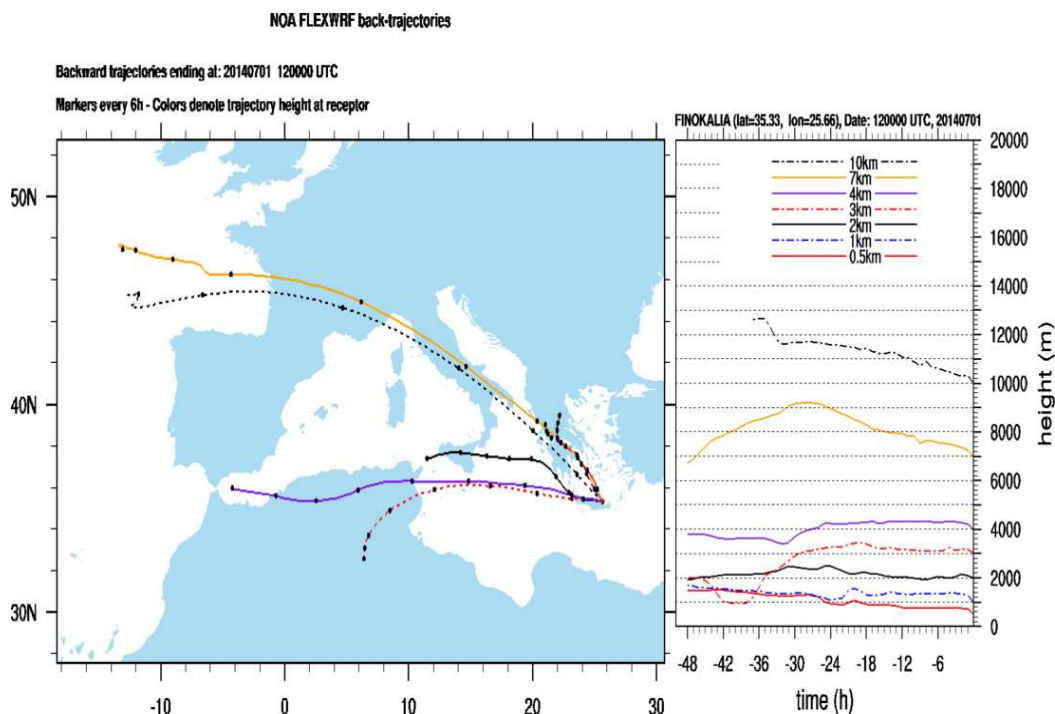 NOA FLEXWRF back-trajectories
Backward trajectories ending at: 20140701 120000 UTC
Markers every 6h - Colors denote trajectory height at receptor
FINOKALIA (lat=35.33, lon=25.66), Date: 120000 UTC, 20140701
50N
40N
30N
-10
0
10
20
30
10km
7km
4km
3km
2km
1km
0.5km
20000
18000
16000
14000
12000
10000
8000
6000
4000
2000
0
height (m)
-48
-42
-36
-30
-24
-18
-12
-6
time (h)